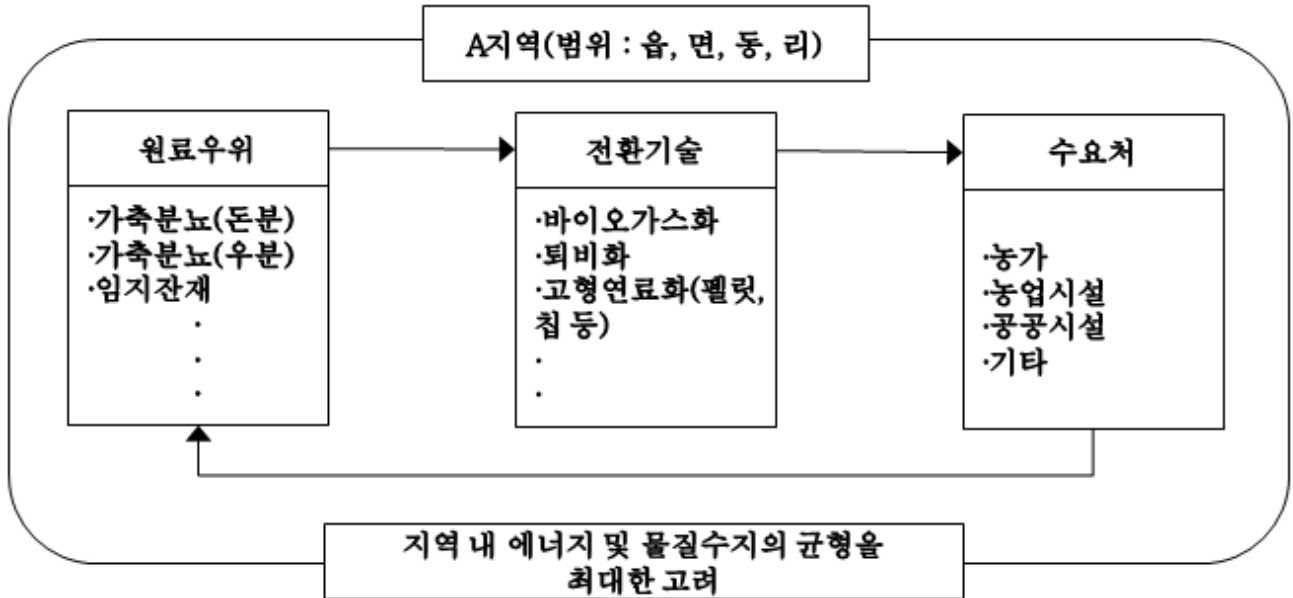 A지역(범위 : 읍, 면, 동, 리)
원료우위
·가축분뇨(돈분)
·가축분뇨(우분)
·임지잔재
·
·
·
전환기술
·바이오가스화
·퇴비화
·고형연료화(펠릿,
칩 등)
·
·
수요처
·농가
·농업시설
·공공시설
·기타
지역 내 에너지 및 물질수지의 균형을
최대한 고려